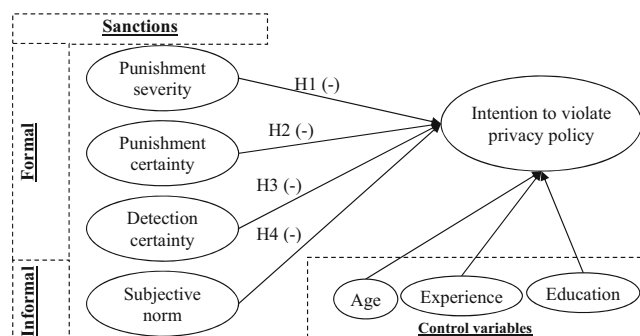 Sanctions
Formal
Informal
Punishment
severity
Punishment
certainty
Detection
certainty
Subjective
norm
H1 (-)
H2 (-)
H3 (-)
H4 (-)
Intention to violate
privacy policy
Age
Experience
Education
Control variables